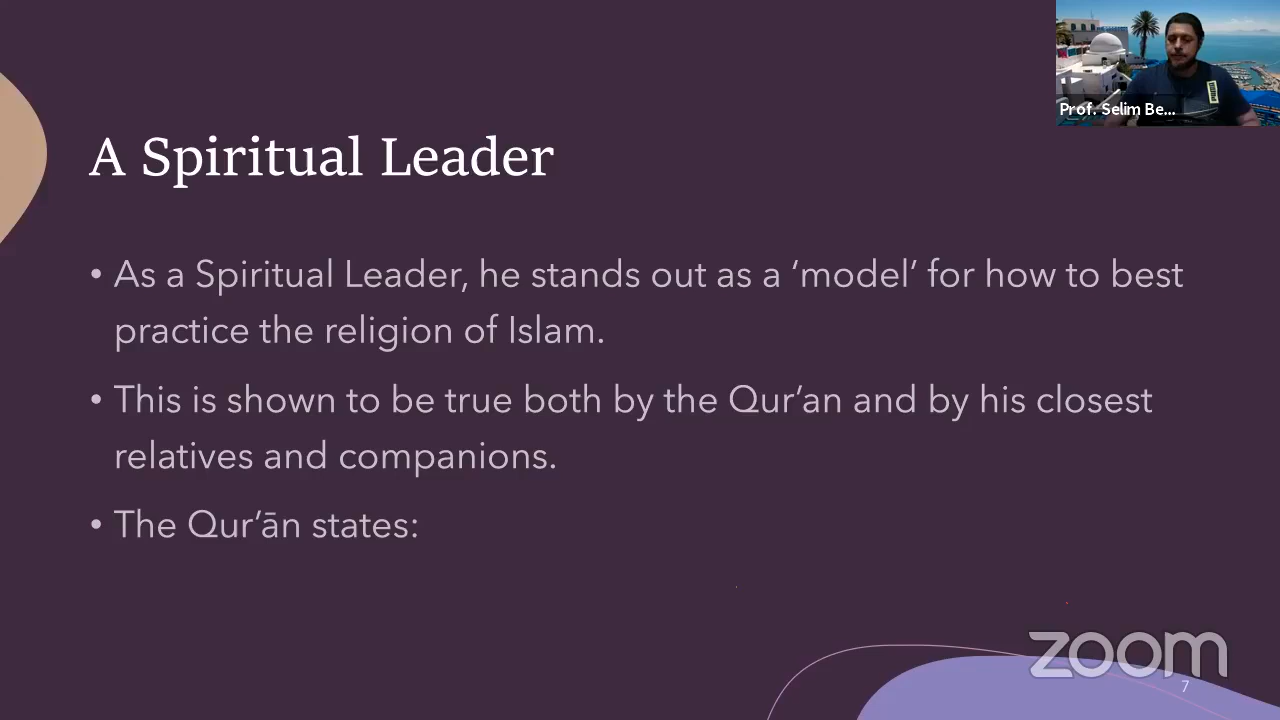 Prof. Selim Be...
A Spiritual Leader
• As a Spiritual Leader, he stands out as a ‘model’ for how to best
practice the religion of Islam.
• This is shown to be true both by the Qur’an and by his closest
relatives and companions.
• The Qur’ān states:
zoom
7